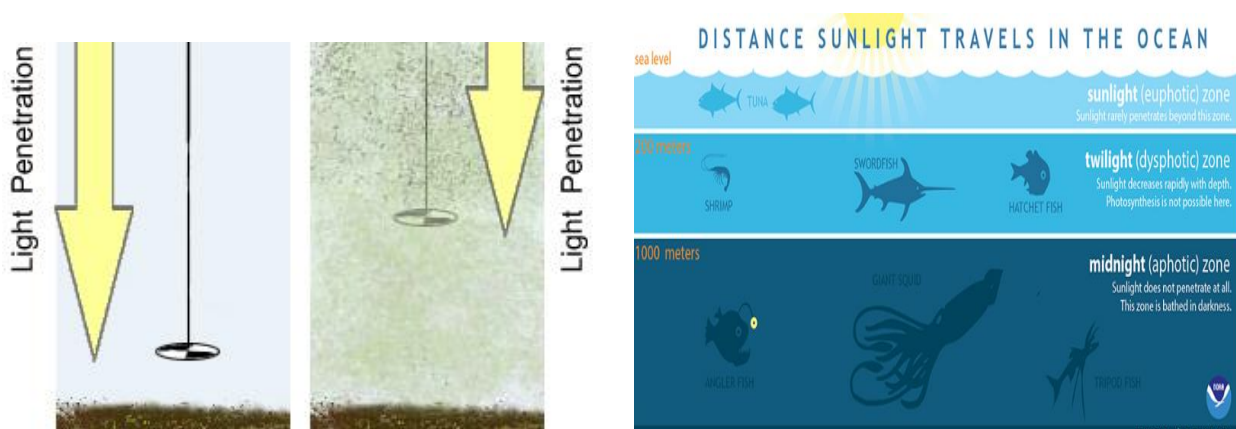 Light Penetration
Light Penetration
DISTANCE SUNLIGHT TRAVELS IN THE OCEAN
sea level
TUNA
sunlight (euphotic) zone
Sunlight rarely penetrates beyond this zone.
200 meters
SHRIMP
SWORDFISH
HATCHET FISH
twilight (dysphotic) zone
Sunlight decreases rapidly with depth.
Photosynthesis is not possible here.
1000 meters
ANGLER FISH
GIANT SQUID
TRIPOD FISH
midnight (aphotic) zone
Sunlight does not penetrate at all.
This zone is bathed in darkness.